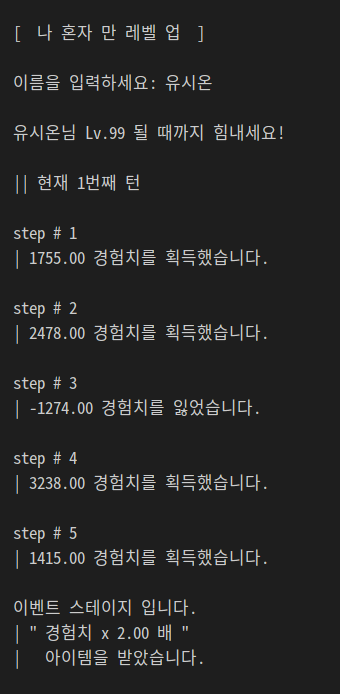 [  나 혼자 만 레벨 업  ]
이름을 입력하세요: 유시온
유시온님 Lv.99 될 때까지 힘내세요!
|| 현재 1번째 턴
step # 1
| 1755.00 경험치를 획득했습니다.
step # 2
| 2478.00 경험치를 획득했습니다.
step # 3
| -1274.00 경험치를 잃었습니다.
step # 4
| 3238.00 경험치를 획득했습니다.
step # 5
| 1415.00 경험치를 획득했습니다.
이벤트 스테이지 입니다.
| " 경험치 x 2.00 배 "
|   아이템을 받았습니다.